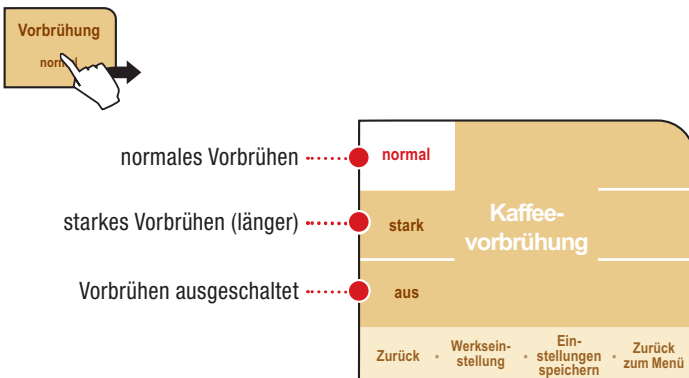 Vorbrühung
normal
normales Vorbrühen
normal
starkes Vorbrühen (länger)
stark
Kaffee-
vorbrühung
Vorbrühen ausgeschaltet
aus
Zurück • Werksein-
stellung • Ein-
stellungen
speichern • Zurück
zum Menü